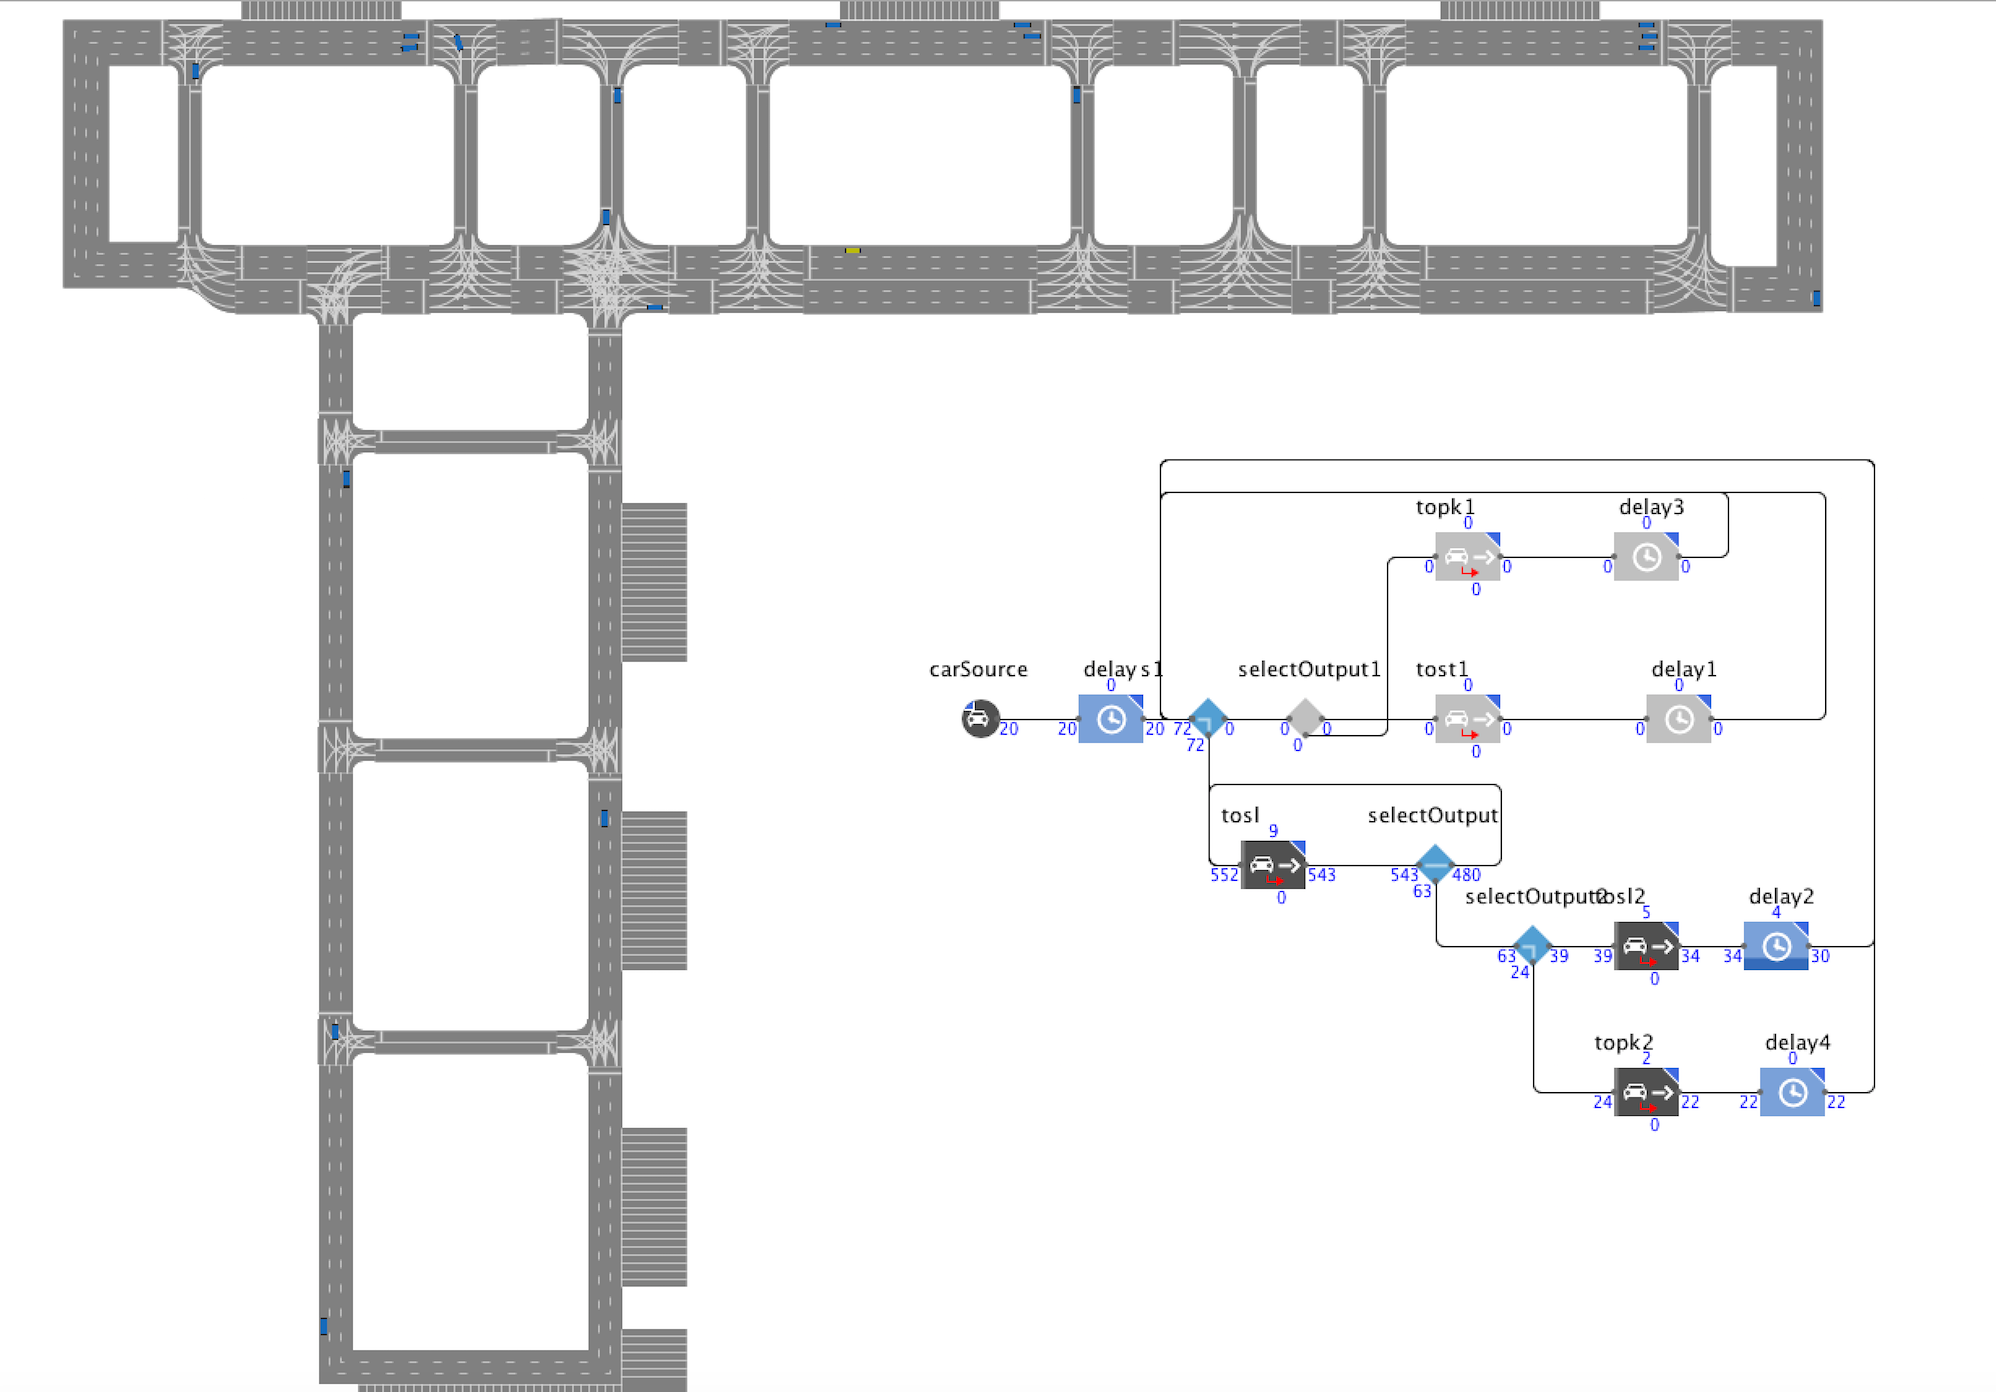 topk1 delay3
0 0
0 0 0 0
0
carSource delays1 selectOutput1 tost1 delay1
0 0 0
20 20 20 72 0 0 0 0 0 0 0
72 0 0
tosl selectOutput
9
552 543 543 480
0 63
selectOutput2 tosl2 delay2
5 4
63 39 39 34 34 30
24 0
topk2 delay4
2 0
24 22 22 22
0